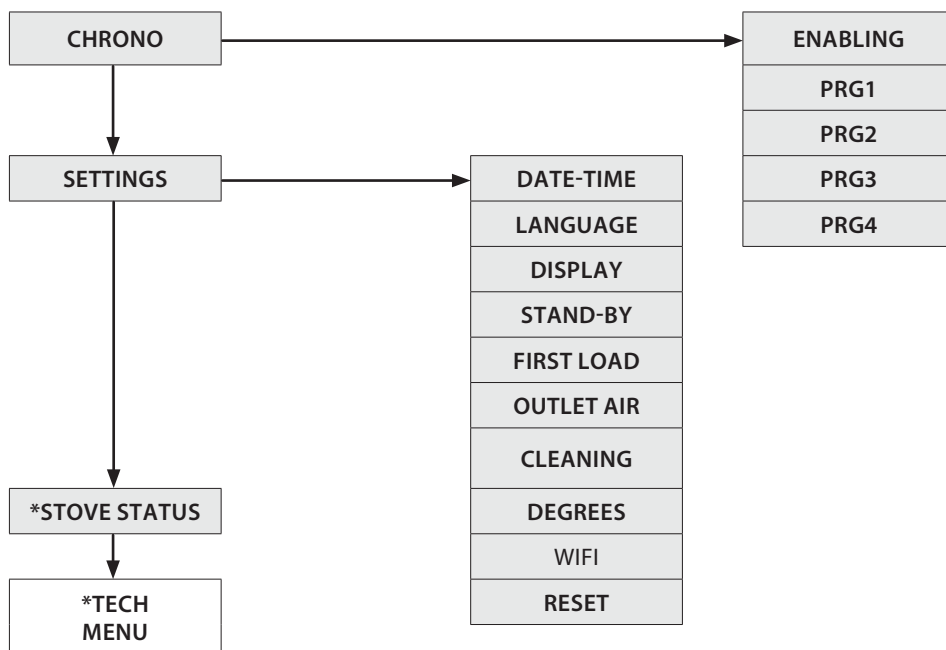 CHRONO
ENABLING
PRG1
PRG2
PRG3
PRG4
SETTINGS
DATE-TIME
LANGUAGE
DISPLAY
STAND-BY
FIRST LOAD
OUTLET AIR
CLEANING
DEGREES
WIFI
RESET
*STOVE STATUS
*TECH
MENU